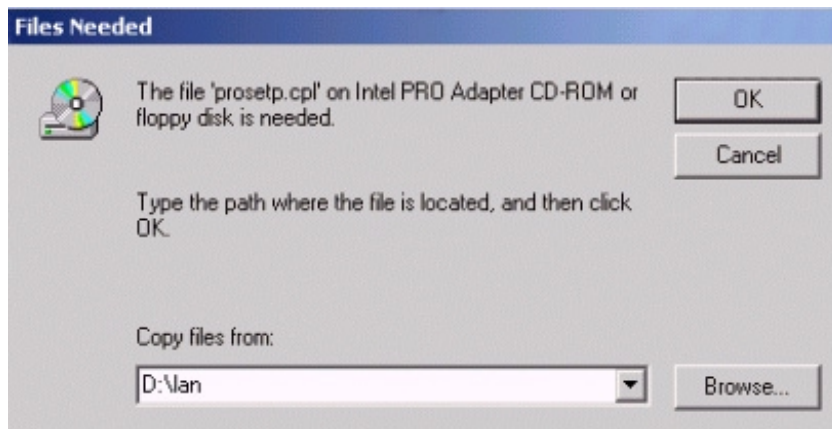 Files Needed
The file 'prosetp.cpl' on Intel PRO Adapter CD-ROM or
floppy disk is needed.
OK
Cancel
Type the path where the file is located, and then click
OK.
Copy files from:
D:\lan
Browse...